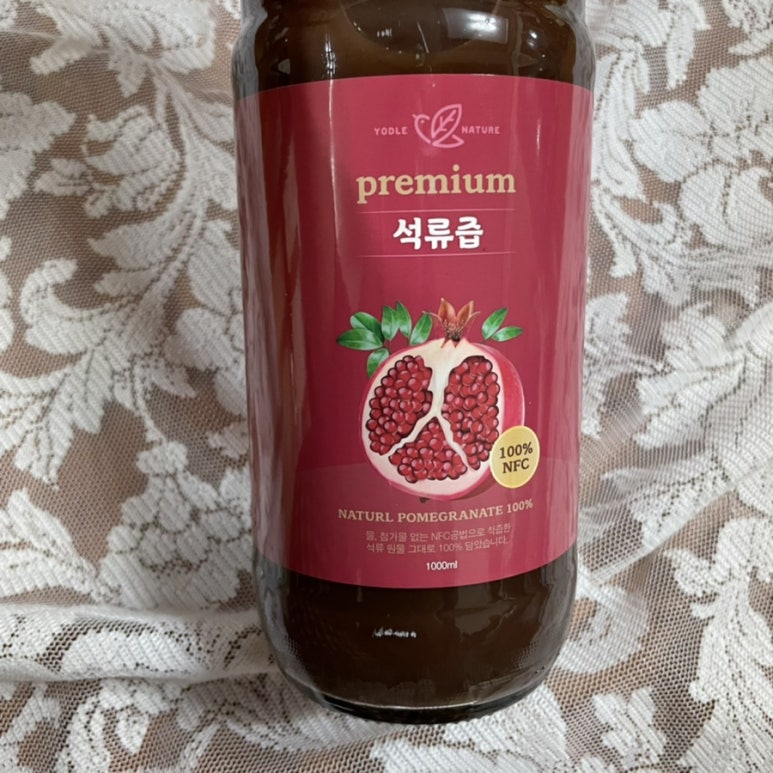 YODLE NATURE
premium
석류즙
100%
NFC
NATURL POMEGRANATE 100%
물, 첨가물 없는 NFC공법으로 착즙한
석류 원물 그대로 100% 담았습니다.
1000ml